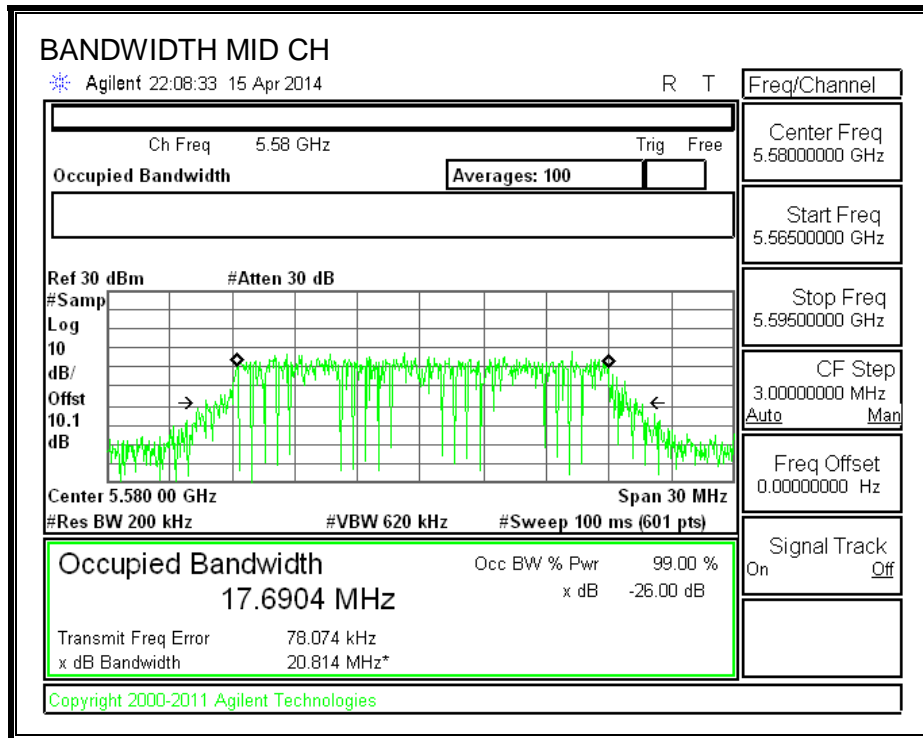 BANDWIDTH MID CH
Agilent 22:08:33 15 Apr 2014 R T
Freq/Channel
Ch Freq 5.58 GHz Trig Free
Occupied Bandwidth Averages: 100
Center Freq
5.58000000 GHz
Start Freq
5.56500000 GHz
Stop Freq
5.59500000 GHz
CF Step
3.00000000 MHz
Auto Man
Freq Offset
0.00000000 Hz
Signal Track
On Off
Ref 30 dBm #Atten 30 dB
#Samp
Log
10
dB/
Offst
10.1
dB
Center 5.580 00 GHz Span 30 MHz
#Res BW 200 kHz #VBW 620 kHz #Sweep 100 ms (601 pts)
Occupied Bandwidth Occ BW % Pwr 99.00 %
17.6904 MHz x dB -26.00 dB
Transmit Freq Error 78.074 kHz
x dB Bandwidth 20.814 MHz*
Copyright 2000-2011 Agilent Technologies